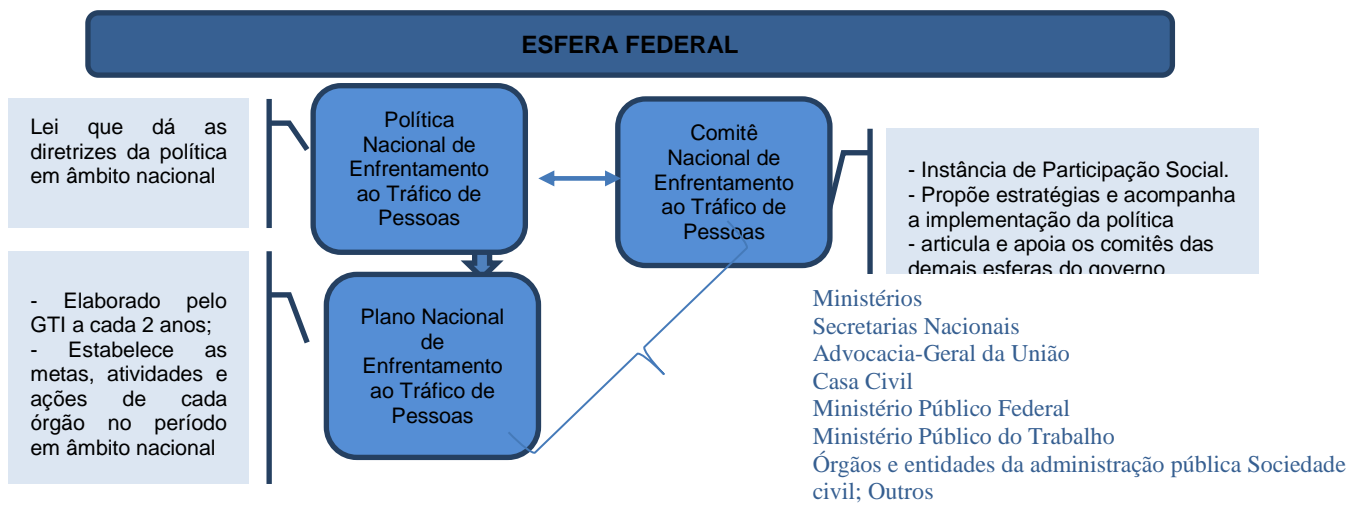 ESFERA FEDERAL
Lei que dá as
diretrizes da política
em âmbito nacional
Política
Nacional de
Enfrentamento
ao Tráfico de
Pessoas
Comitê
Nacional de
Enfrentamento
ao Tráfico de
Pessoas
- Instância de Participação Social.
- Propõe estratégias e acompanha
a implementação da política
- articula e apoia os comitês das
demais esferas do governo
- Elaborado pelo
GTI a cada 2 anos;
- Estabelece as
metas, atividades e
ações de cada
órgão no período
em âmbito nacional
Plano Nacional
de
Enfrentamento
ao Tráfico de
Pessoas
Ministérios
Secretarias Nacionais
Advocacia-Geral da União
Casa Civil
Ministério Público Federal
Ministério Público do Trabalho
Órgãos e entidades da administração pública Sociedade
civil; Outros